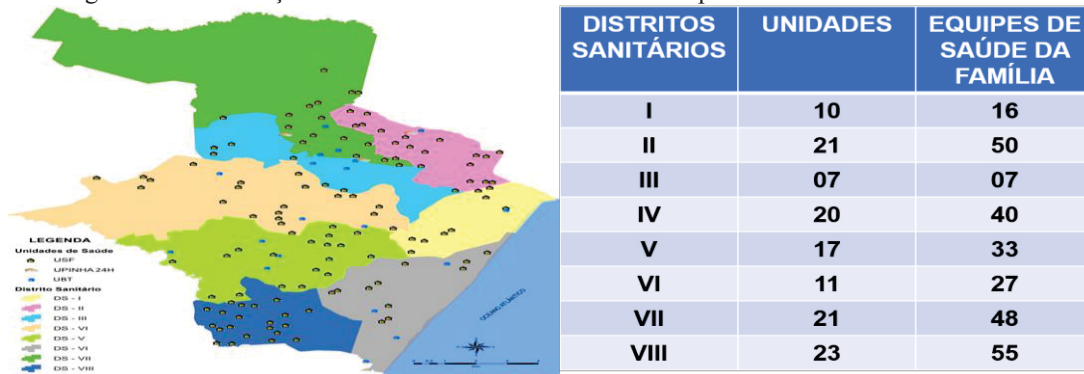 LEGENDA
Unidades de Saúde
USF
UPINHA 24H
UBT
Distrito Sanitário
DS - I
DS - II
DS - III
DS - VI
DS - V
DS - VI
DS - VII
DS - VIII
OCEANO ATLÂNTICO
DISTRITOS SANITÁRIOS UNIDADES EQUIPES DE SAÚDE DA FAMÍLIA
I 10 16
II 21 50
III 07 07
IV 20 40
V 17 33
VI 11 27
VII 21 48
VIII 23 55